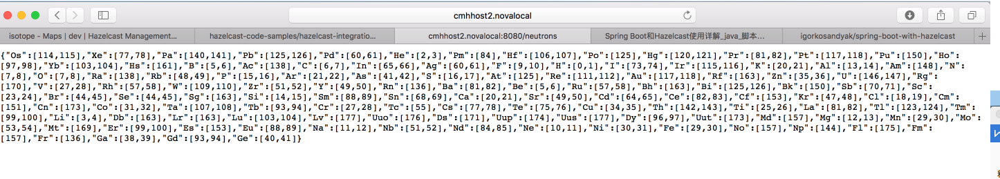 cmhhost2.novalocal
isotope - Maps | dev | Hazelcast Management...
hazelcast-code-samples/hazelcast-integratio...
cmhhost2.novalocal:8080/neutrons
Spring Boot和Hazelcast使用详解_java_脚本...
igorkosandyak/spring-boot-with-hazelcast
{"Os":[114,115],"Xe":[77,78],"Pa":[140,141],"Pb":[125,126],"Pd":[60,61],"He":[2,3],"Pm":[84],"Hf":[106,107],"Po":[125],"Hg":[120,121],"Pr":[81,82],"Pt":[117,118],"Pu":[150],"Ho":
[97,98],"Yb":[103,104],"Hs":[161],"B":[5,6],"Ac":[138],"C":[6,7],"In":[65,66],"Ag":[60,61],"F":[9,10],"H":[0,1],"I":[73,74],"Ir":[115,116],"K":[20,21],"Al":[13,14],"Am":[148],"N":
[7,8],"O":[7,8],"Ra":[138],"Rb":[48,49],"P":[15,16],"Ar":[21,22],"As":[41,42],"S":[16,17],"At":[125],"Re":[111,112],"Au":[117,118],"Rf":[163],"Zn":[35,36],"U":[146,147],"Rg":
[170],"V":[27,28],"Rh":[57,58],"W":[109,110],"Zr":[51,52],"Y":[49,50],"Rn":[136],"Ba":[81,82],"Be":[5,6],"Ru":[57,58],"Bh":[163],"Bi":[125,126],"Bk":[150],"Sb":[70,71],"Sc":
[23,24],"Br":[44,45],"Se":[44,45],"Sg":[163],"Si":[14,15],"Sm":[88,89],"Sn":[68,69],"Ca":[20,21],"Sr":[49,50],"Cd":[64,65],"Ce":[82,83],"Cf":[153],"Kr":[47,48],"Cl":[18,19],"Cm":
[151],"Cn":[173],"Co":[31,32],"Ta":[107,108],"Tb":[93,94],"Cr":[27,28],"Tc":[55],"Cs":[77,78],"Te":[75,76],"Cu":[34,35],"Th":[142,143],"Ti":[25,26],"La":[81,82],"Tl":[123,124],"Tm":
[99,100],"Li":[3,4],"Db":[163],"Lr":[163],"Lu":[103,104],"Lv":[177],"Uuo":[176],"Ds":[171],"Uup":[174],"Uus":[177],"Dy":[96,97],"Uut":[173],"Md":[157],"Mg":[12,13],"Mn":[29,30],"Mo":
[53,54],"Mt":[169],"Er":[99,100],"Es":[153],"Eu":[88,89],"Na":[11,12],"Nb":[51,52],"Nd":[84,85],"Ne":[10,11],"Ni":[30,31],"Fe":[29,30],"No":[157],"Np":[144],"Fl":[175],"Fm":
[157],"Fr":[136],"Ga":[38,39],"Gd":[93,94],"Ge":[40,41]}